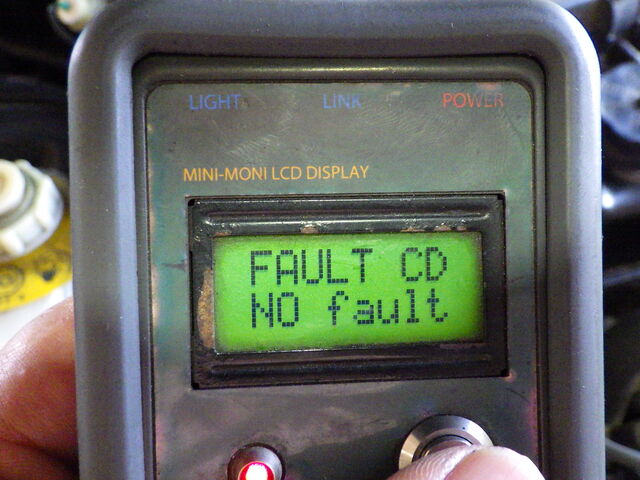 LIGHT LINK POWER
MINI-MONI LCD DISPLAY
FAULT CD
NO fault